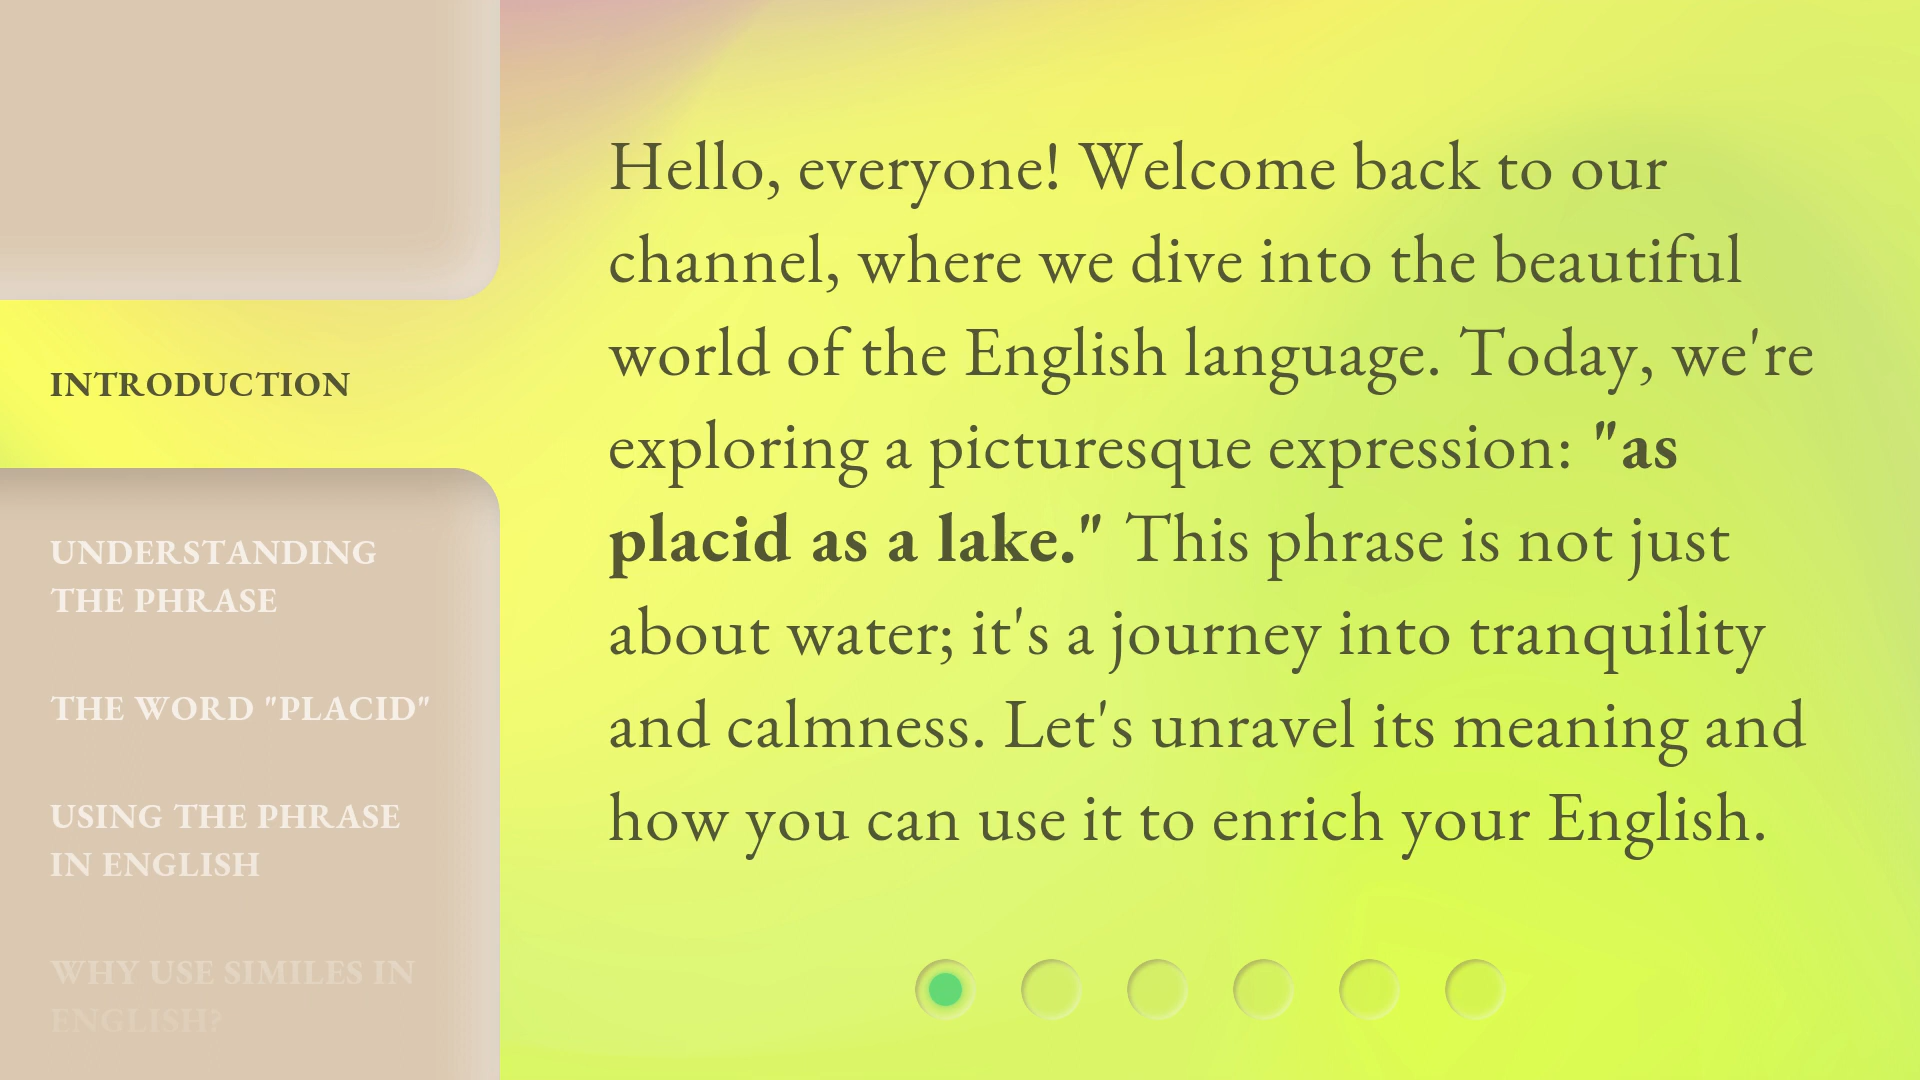 INTRODUCTION
UNDERSTANDING
THE PHRASE
THE WORD "PLACID"
USING THE PHRASE
IN ENGLISH
WHY USE SIMILES IN
ENGLISH?
Hello, everyone! Welcome back to our
channel, where we dive into the beautiful
world of the English language. Today, we're
exploring a picturesque expression: "as
placid as a lake." This phrase is not just
about water; it's a journey into tranquility
and calmness. Let's unravel its meaning and
how you can use it to enrich your English.